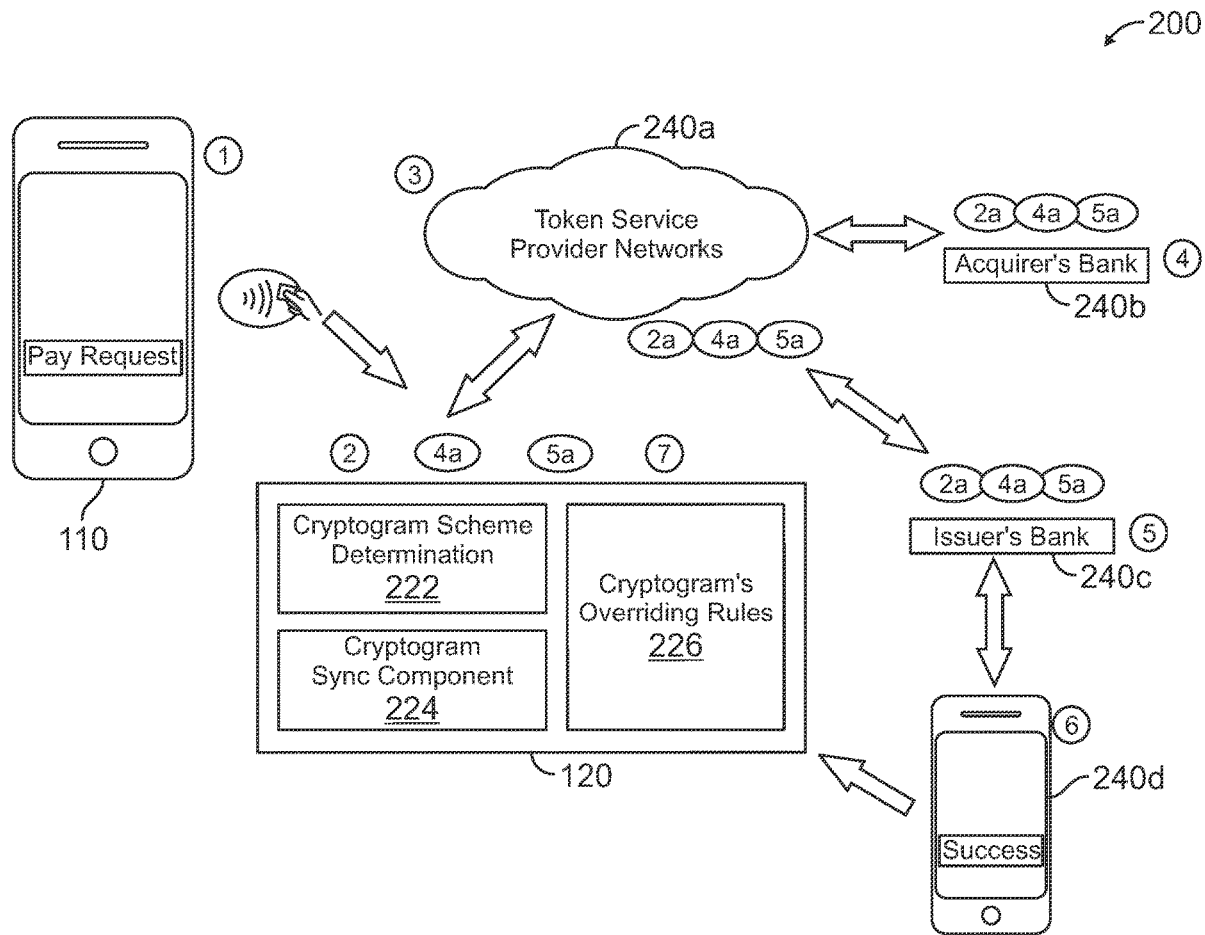 200
1
240a
3
Token Service
Provider Networks
2a 4a 5a
Acquirer's Bank
4
240b
Pay Request
2a 4a 5a
110
2 4a 5a 7
2a 4a 5a
Issuer's Bank
5
240c
Cryptogram Scheme
Determination
222
Cryptogram
Sync Component
224
Cryptogram's
Overriding Rules
226
120
6
240d
Success